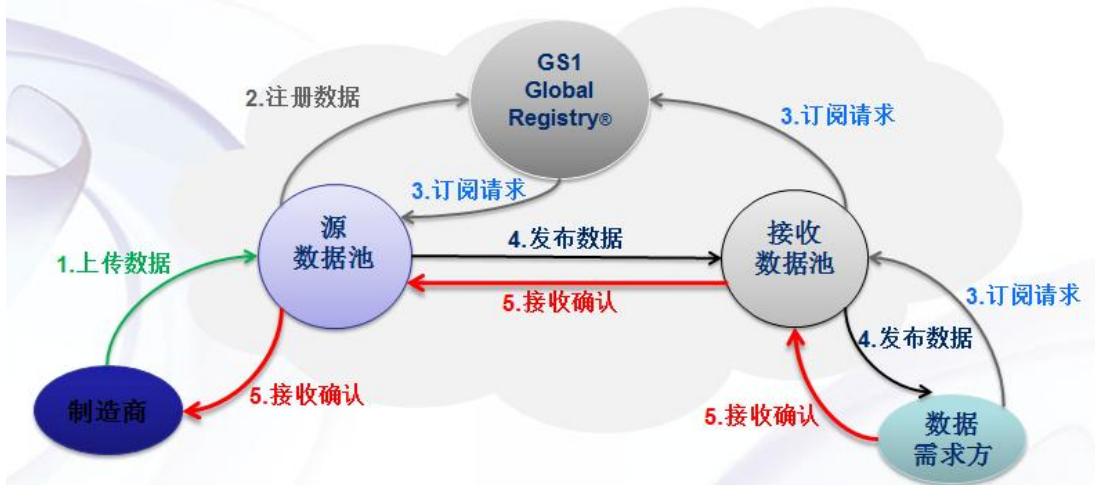 GS1
Global
Registry®
2.注册数据
3.订阅请求
3.订阅请求
源
数据池
4.发布数据
接收
数据池
1.上传数据
5.接收确认
3.订阅请求
4.发布数据
制造商
5.接收确认
5.接收确认
数据
需求方